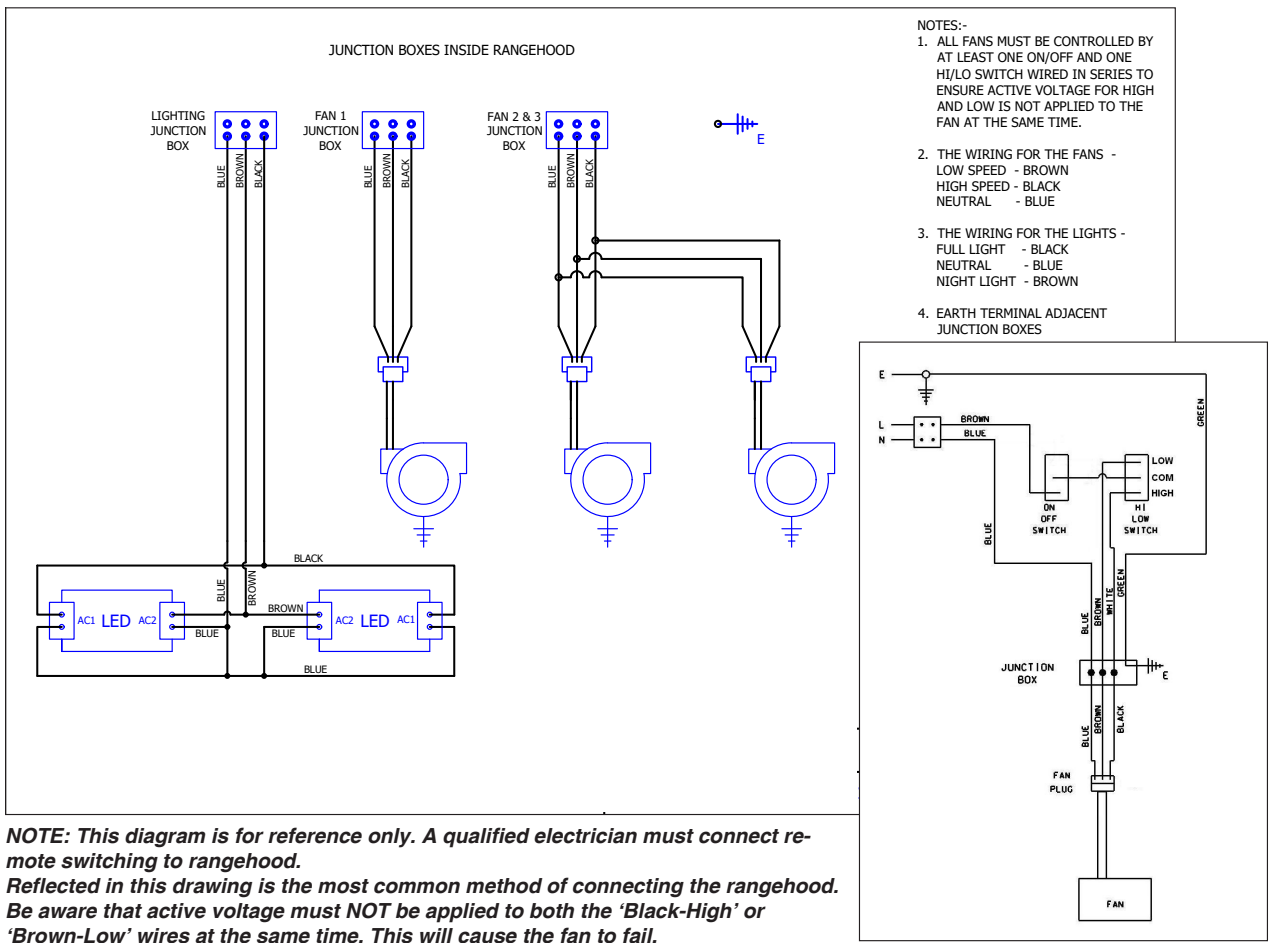 JUNCTION BOXES INSIDE RANGEHOOD
LIGHTING
JUNCTION
BOX
FAN 1
JUNCTION
BOX
FAN 2 & 3
JUNCTION
BOX
E
BLUE
BROWN
BLACK
BLUE
BROWN
BLACK
BLUE
BROWN
BLACK
NOTES:-
1. ALL FANS MUST BE CONTROLLED BY
AT LEAST ONE ON/OFF AND ONE
HI/LO SWITCH WIRED IN SERIES TO
ENSURE ACTIVE VOLTAGE FOR HIGH
AND LOW IS NOT APPLIED TO THE
FAN AT THE SAME TIME.
2. THE WIRING FOR THE FANS -
LOW SPEED - BROWN
HIGH SPEED - BLACK
NEUTRAL - BLUE
3. THE WIRING FOR THE LIGHTS -
FULL LIGHT - BLACK
NEUTRAL - BLUE
NIGHT LIGHT - BROWN
4. EARTH TERMINAL ADJACENT
JUNCTION BOXES
BLACK
BLUE
BROWN
BROWN
AC1 LED AC2
AC2 LED AC1
BLUE
BLUE
BLUE
E
GREEN
L
N
BROWN
BLUE
LOW
COM
HIGH
ON
OFF
SWITCH
HI
LOW
SWITCH
BLUE
GREEN
WHITE
BROWN
BLUE
JUNCTION
BOX
E
BLUE
BROWN
BLACK
FAN
PLUG
FAN
NOTE: This diagram is for reference only. A qualified electrician must connect re-
mote switching to rangehood.
Reflected in this drawing is the most common method of connecting the rangehood.
Be aware that active voltage must NOT be applied to both the ‘Black-High’ or
‘Brown-Low’ wires at the same time. This will cause the fan to fail.